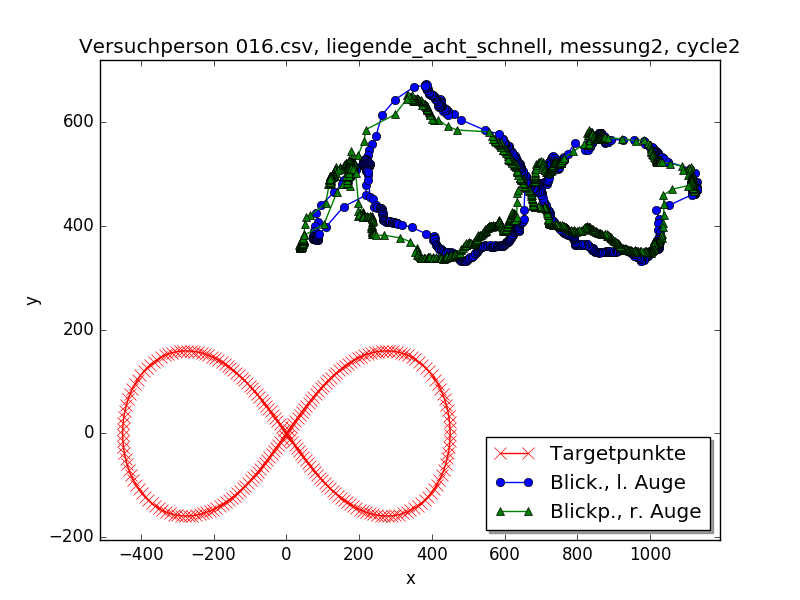 Versuchperson 016.csv, liegende_acht_schnell, messung2, cycle2
y
600
400
200
0
−200
−400
−200
0
200
400
600
800
1000
x
Targetpunkte
Blick., l. Auge
Blickp., r. Auge